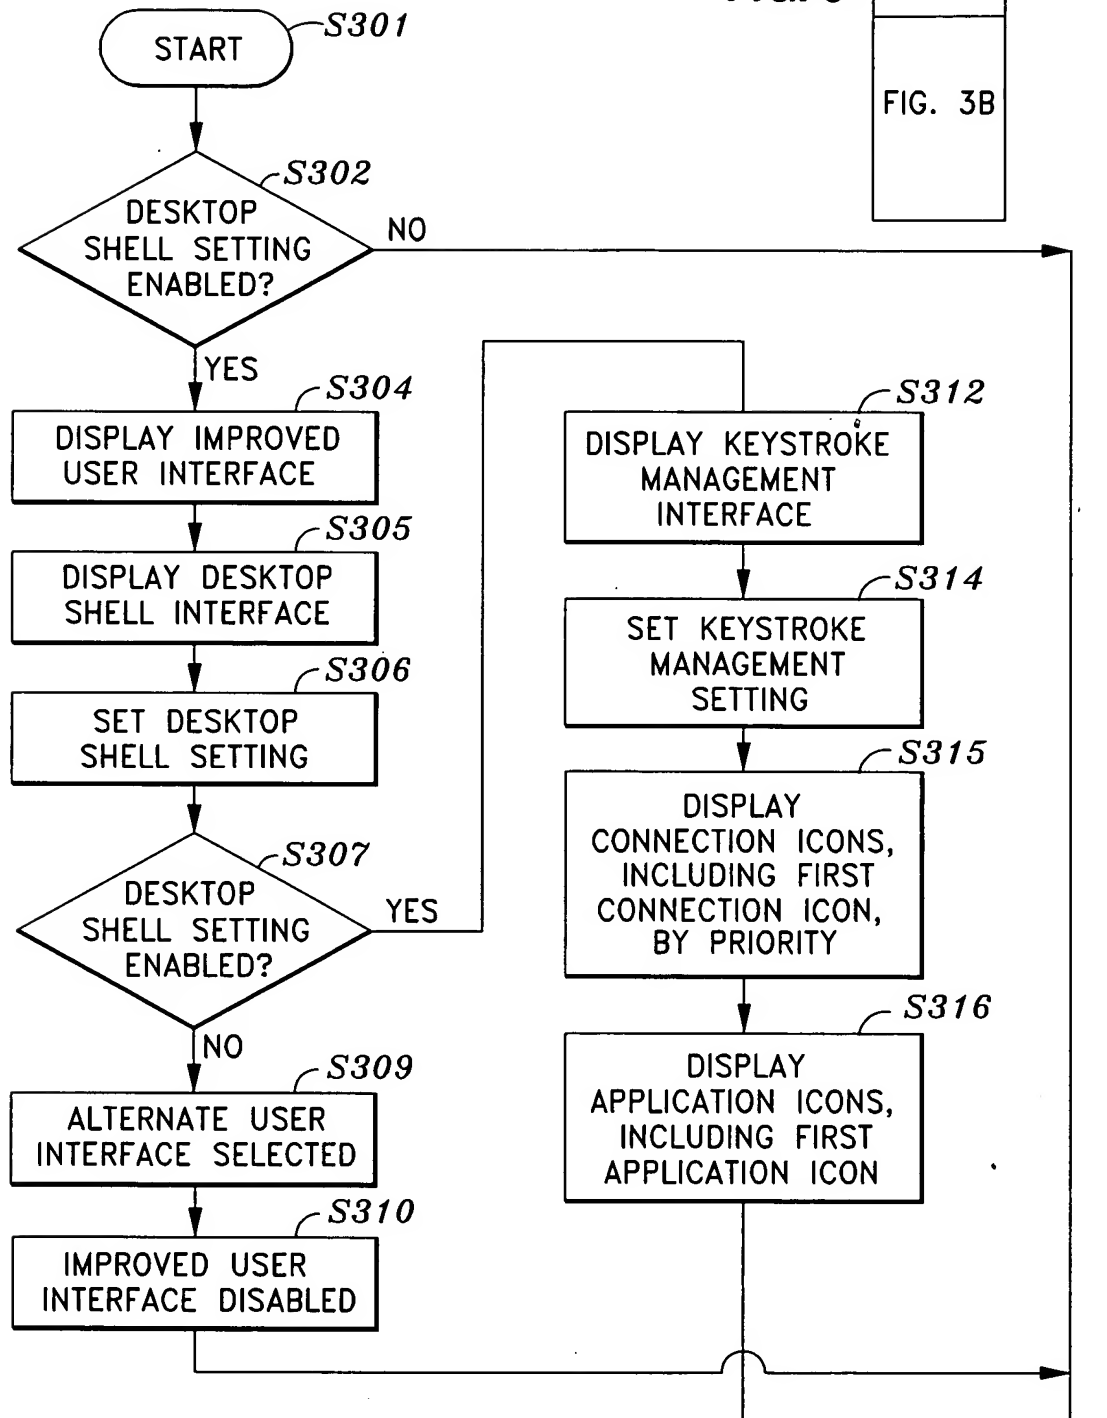 START
S301
FIG. 3B
S302
DESKTOP
SHELL SETTING
ENABLED?
NO
YES
S304
DISPLAY IMPROVED
USER INTERFACE
S305
DISPLAY DESKTOP
SHELL INTERFACE
S306
SET DESKTOP
SHELL SETTING
S307
DESKTOP
SHELL SETTING
ENABLED?
YES
NO
S309
ALTERNATE USER
INTERFACE SELECTED
S310
IMPROVED USER
INTERFACE DISABLED
S312
DISPLAY KEYSTROKE
MANAGEMENT
INTERFACE
S314
SET KEYSTROKE
MANAGEMENT
SETTING
S315
DISPLAY
CONNECTION ICONS,
INCLUDING FIRST
CONNECTION ICON,
BY PRIORITY
S316
DISPLAY
APPLICATION ICONS,
INCLUDING FIRST
APPLICATION ICON